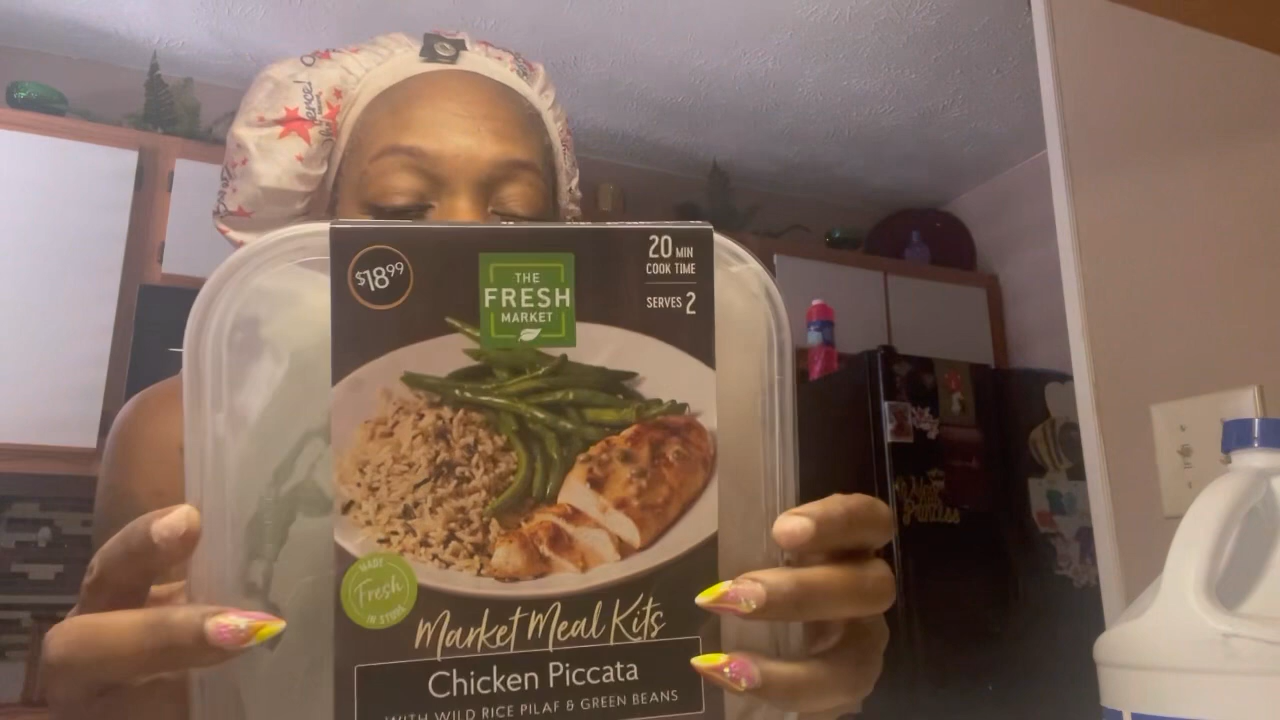 $18.99
THE
FRESH
MARKET
20 MIN
COOK TIME
SERVES 2
MADE
Fresh
IN STORE
Market Meal Kits
Chicken Piccata
WITH WILD RICE PILAF & GREEN BEANS